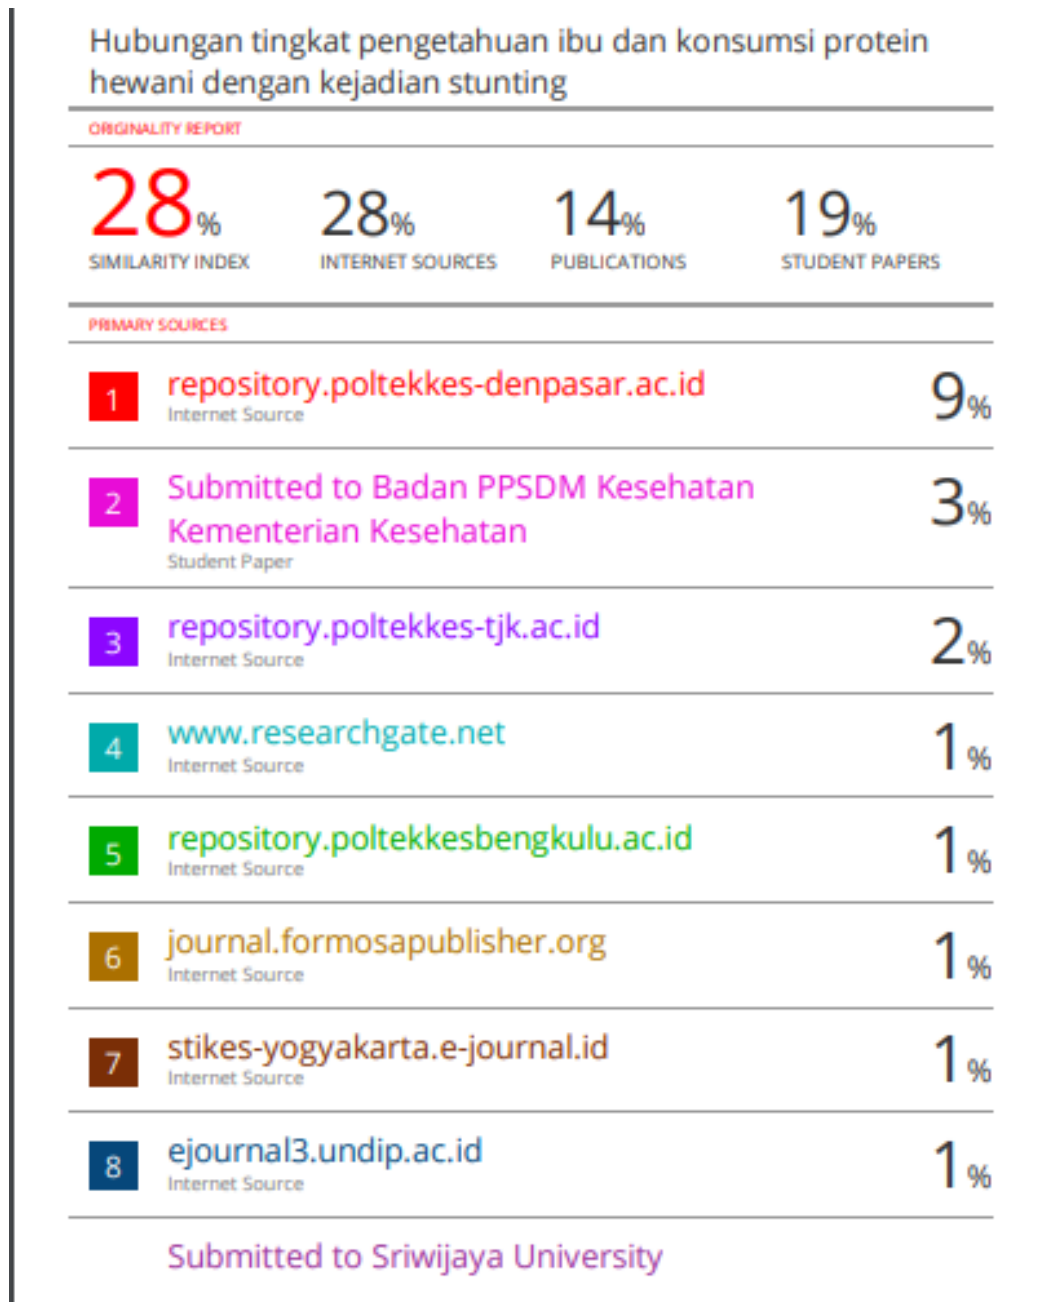 Hubungan tingkat pengetahuan ibu dan konsumsi protein
hewani dengan kejadian stunting
ORIGINALITY REPORT
28% 28% 14% 19%
SIMILARITY INDEX INTERNET SOURCES PUBLICATIONS STUDENT PAPERS
PRIMARY SOURCES
1 repository.poltekkes-denpasar.ac.id 9%
Internet Source
2 Submitted to Badan PPSDM Kesehatan 3%
Kementerian Kesehatan
Student Paper
3 repository.poltekkes-tjk.ac.id 2%
Internet Source
4 www.researchgate.net 1%
Internet Source
5 repository.poltekkesbengkulu.ac.id 1%
Internet Source
6 journal.formosapublisher.org 1%
Internet Source
7 stikes-yogyakarta.e-journal.id 1%
Internet Source
8 ejournal3.undip.ac.id 1%
Internet Source
Submitted to Sriwijaya University